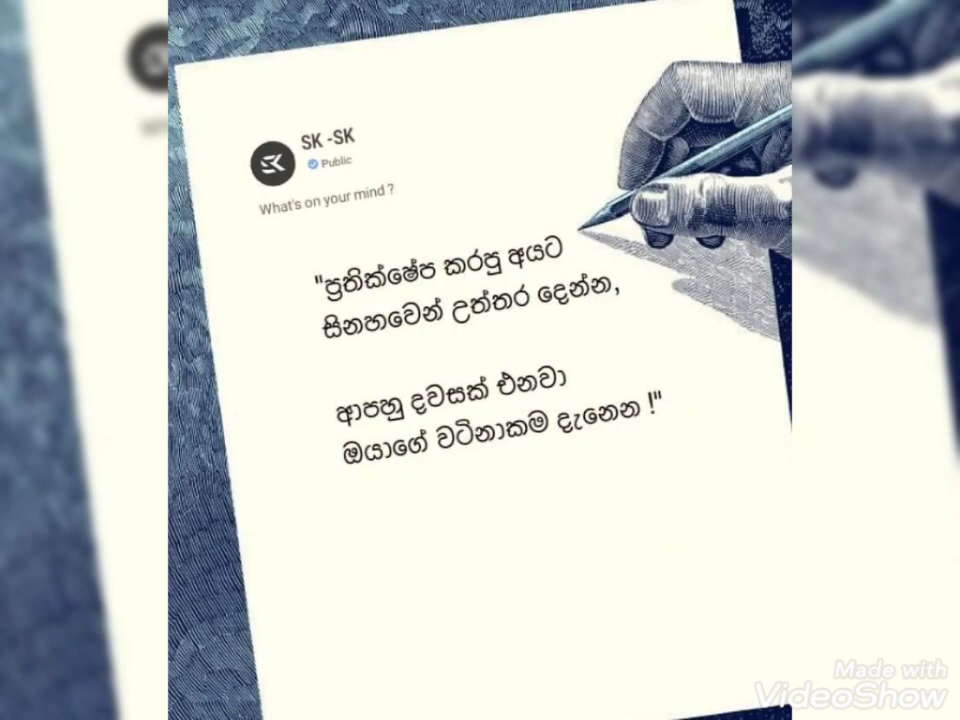 SK -SK
Public
What's on your mind ?
"ප්‍රතික්ෂේප කරපු අයට
සිනහවෙන් උත්තර දෙන්න,
ආපහු දවසක් එනවා
ඔයාගේ වටිනාකම දැනෙන !"
Made with
VideoShow